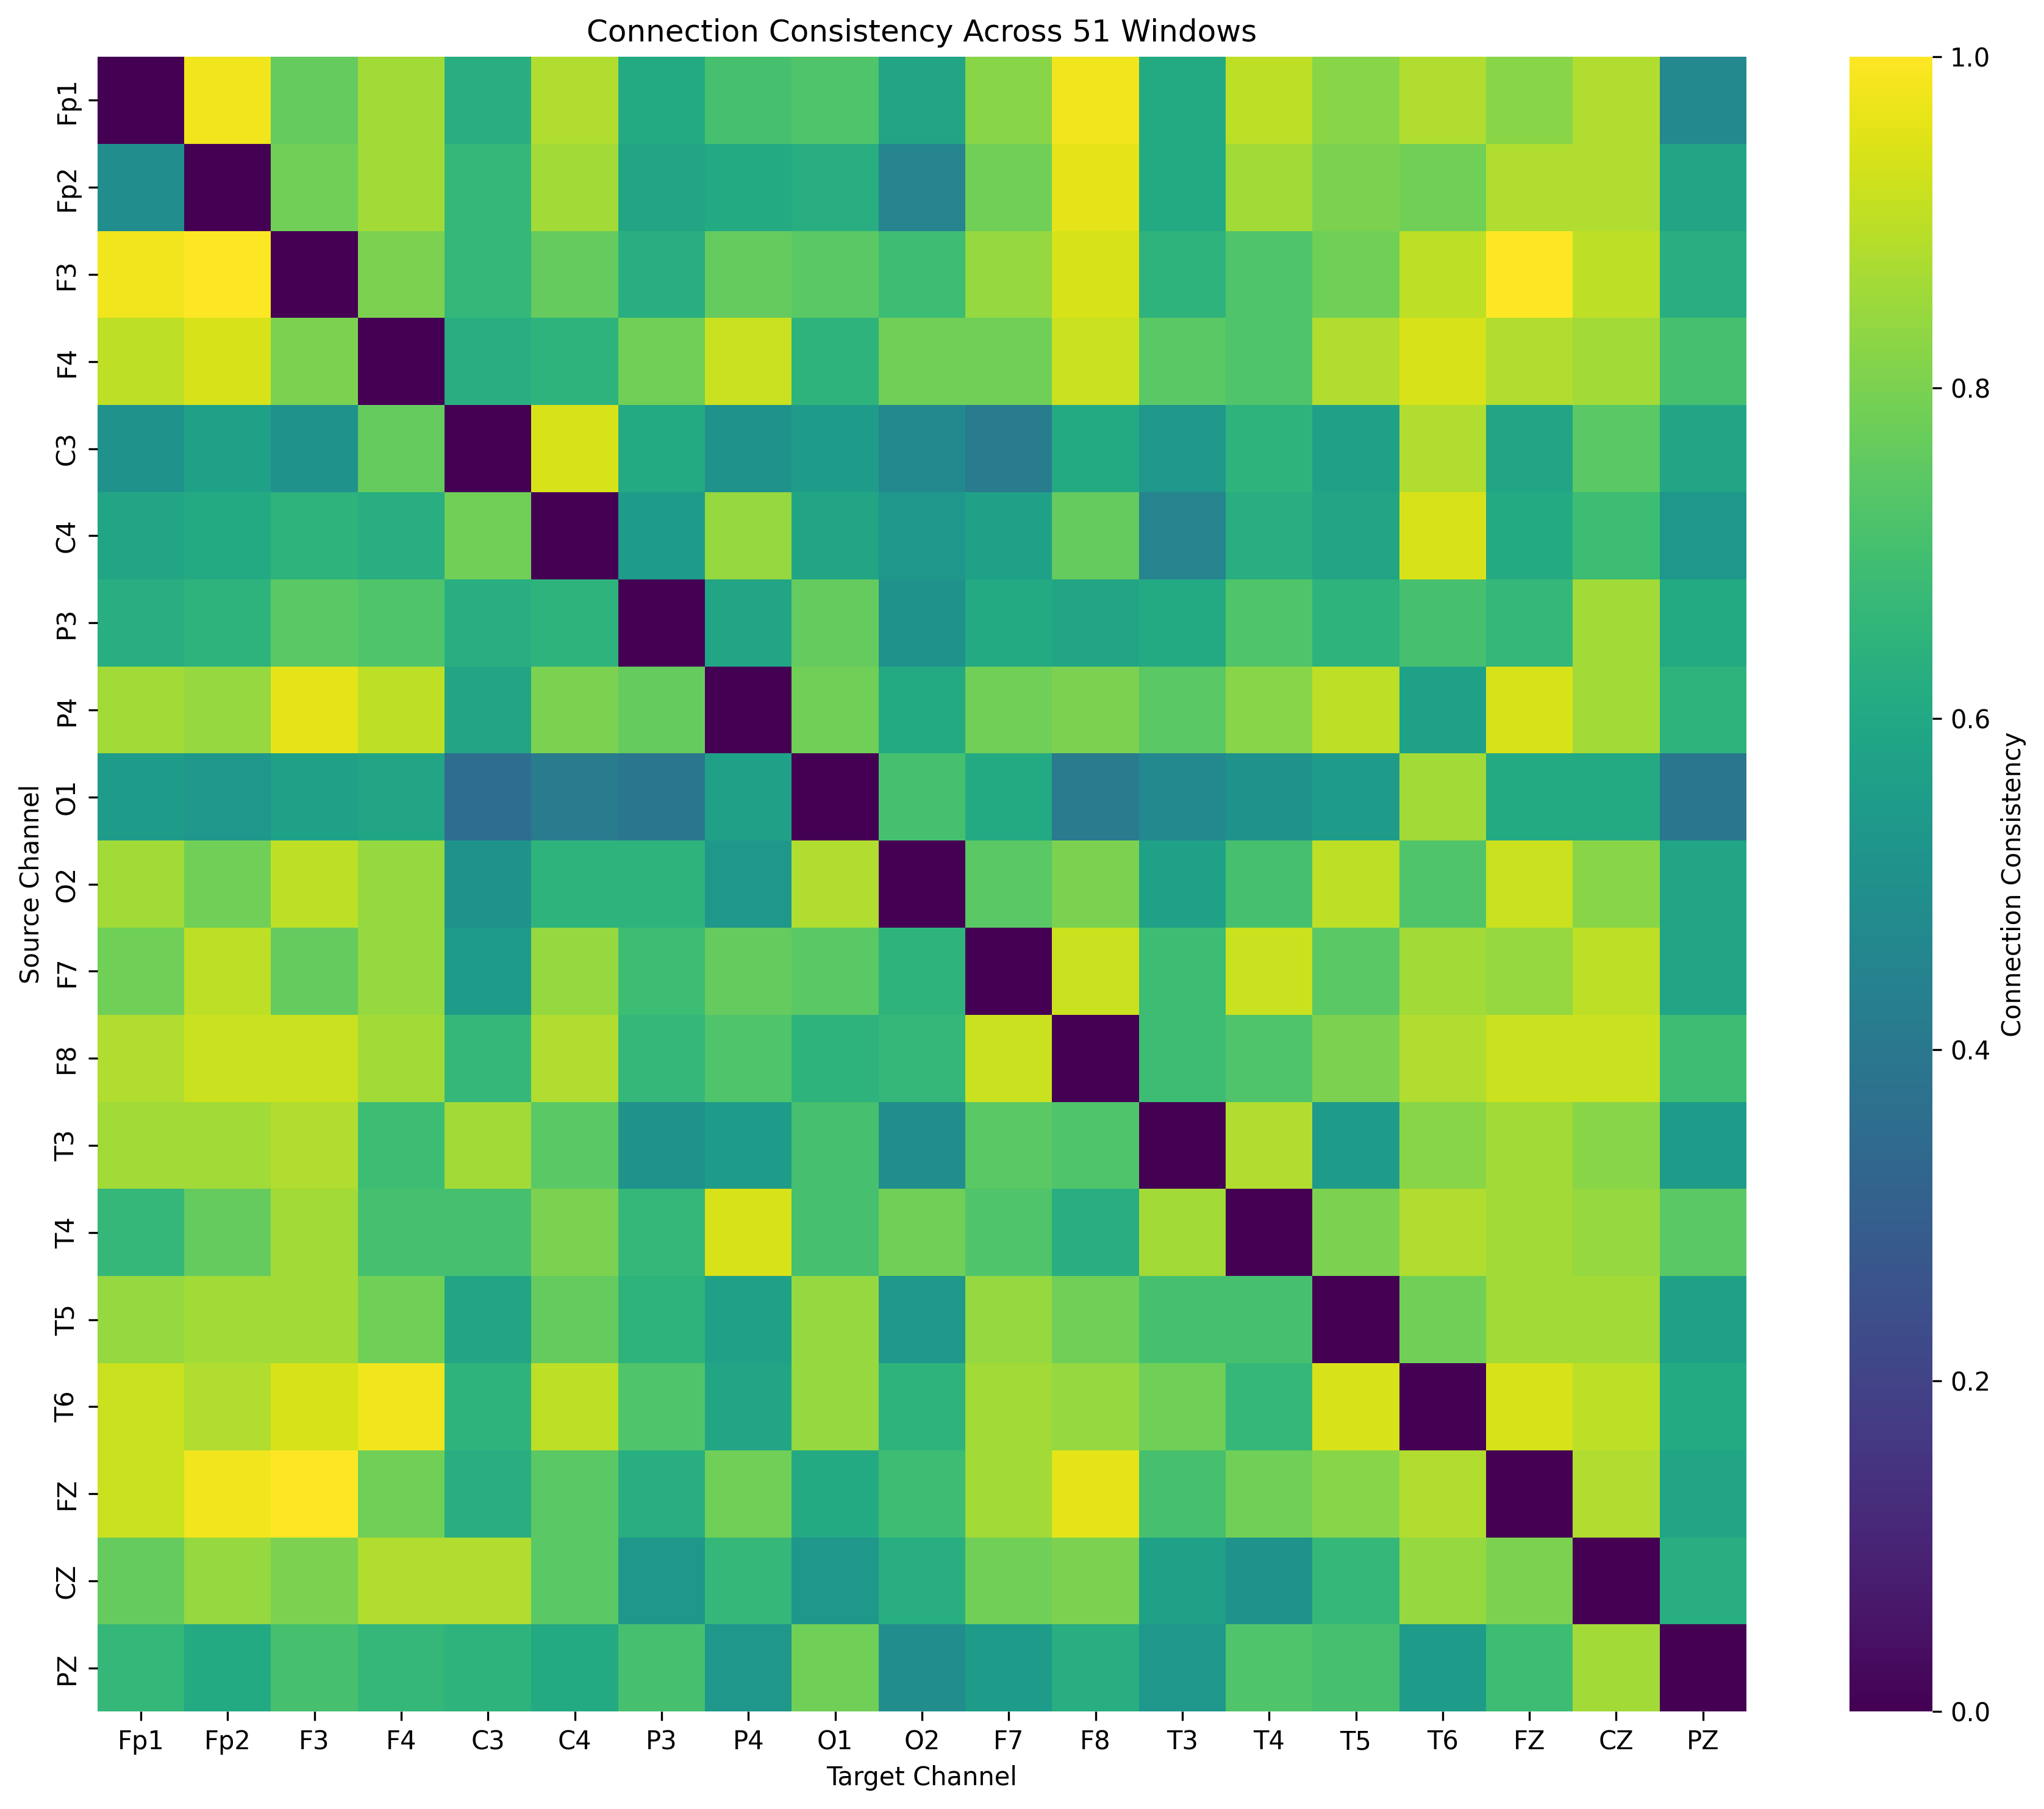 Connection Consistency Across 51 Windows
Fp1
Fp2
F3
F4
C3
C4
P3
P4
O1
O2
F7
F8
T3
T4
T5
T6
FZ
CZ
PZ
Source Channel
Fp1 Fp2 F3 F4 C3 C4 P3 P4 O1 O2 F7 F8 T3 T4 T5 T6 FZ CZ PZ
Target Channel
1.0
0.8
0.6
0.4
0.2
0.0
Connection Consistency